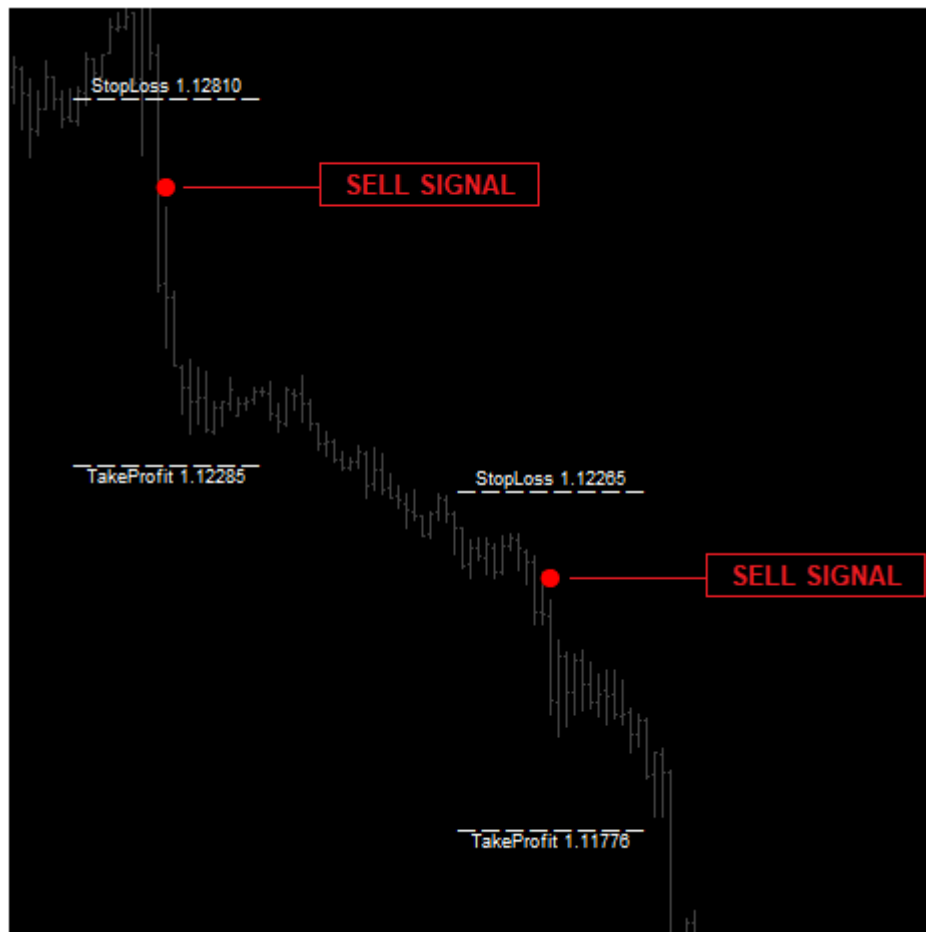 StopLoss 1.12810
SELL SIGNAL
TakeProfit 1.12285
StopLoss 1.12265
SELL SIGNAL
TakeProfit 1.11776